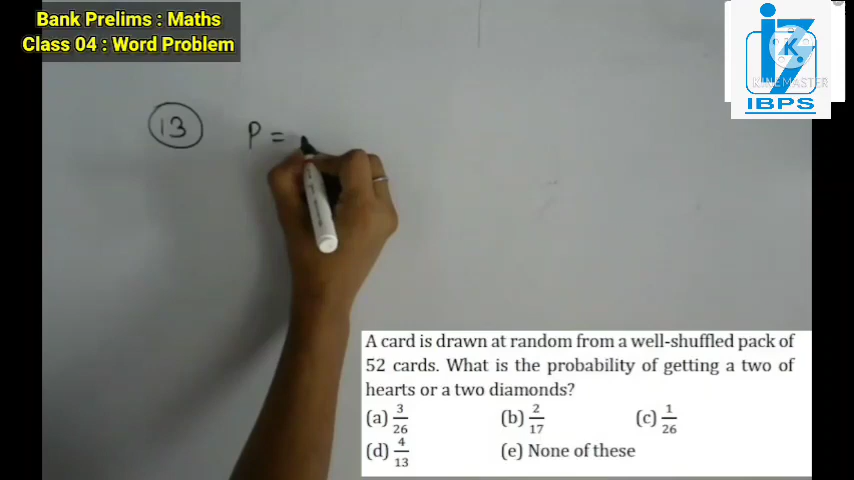 Bank Prelims : Maths
Class 04 : Word Problem
i7
K
KINEMASTER
IBPS
13 P =
A card is drawn at random from a well-shuffled pack of
52 cards. What is the probability of getting a two of
hearts or a two diamonds?
(a) 3/26 (b) 2/17 (c) 1/26
(d) 4/13 (e) None of these